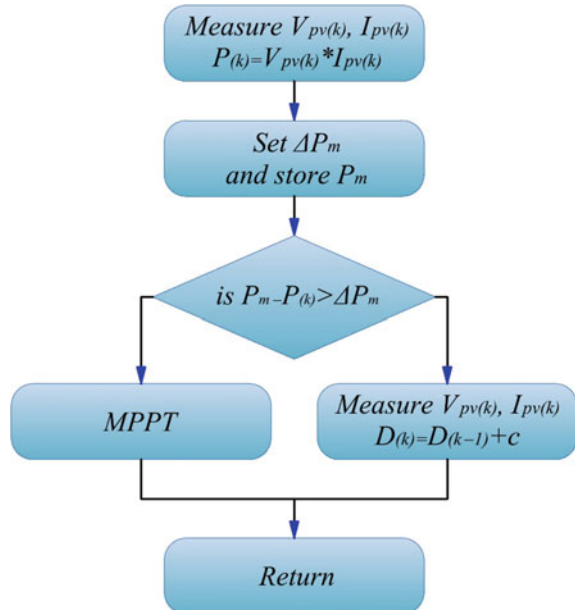 Measure Vpv(k), Ipv(k)
P(k)=Vpv(k)*Ipv(k)
Set ΔPm
and store Pm
is Pm–P(k)>ΔPm
MPPT
Measure Vpv(k), Ipv(k)
D(k)=D(k–1)+c
Return